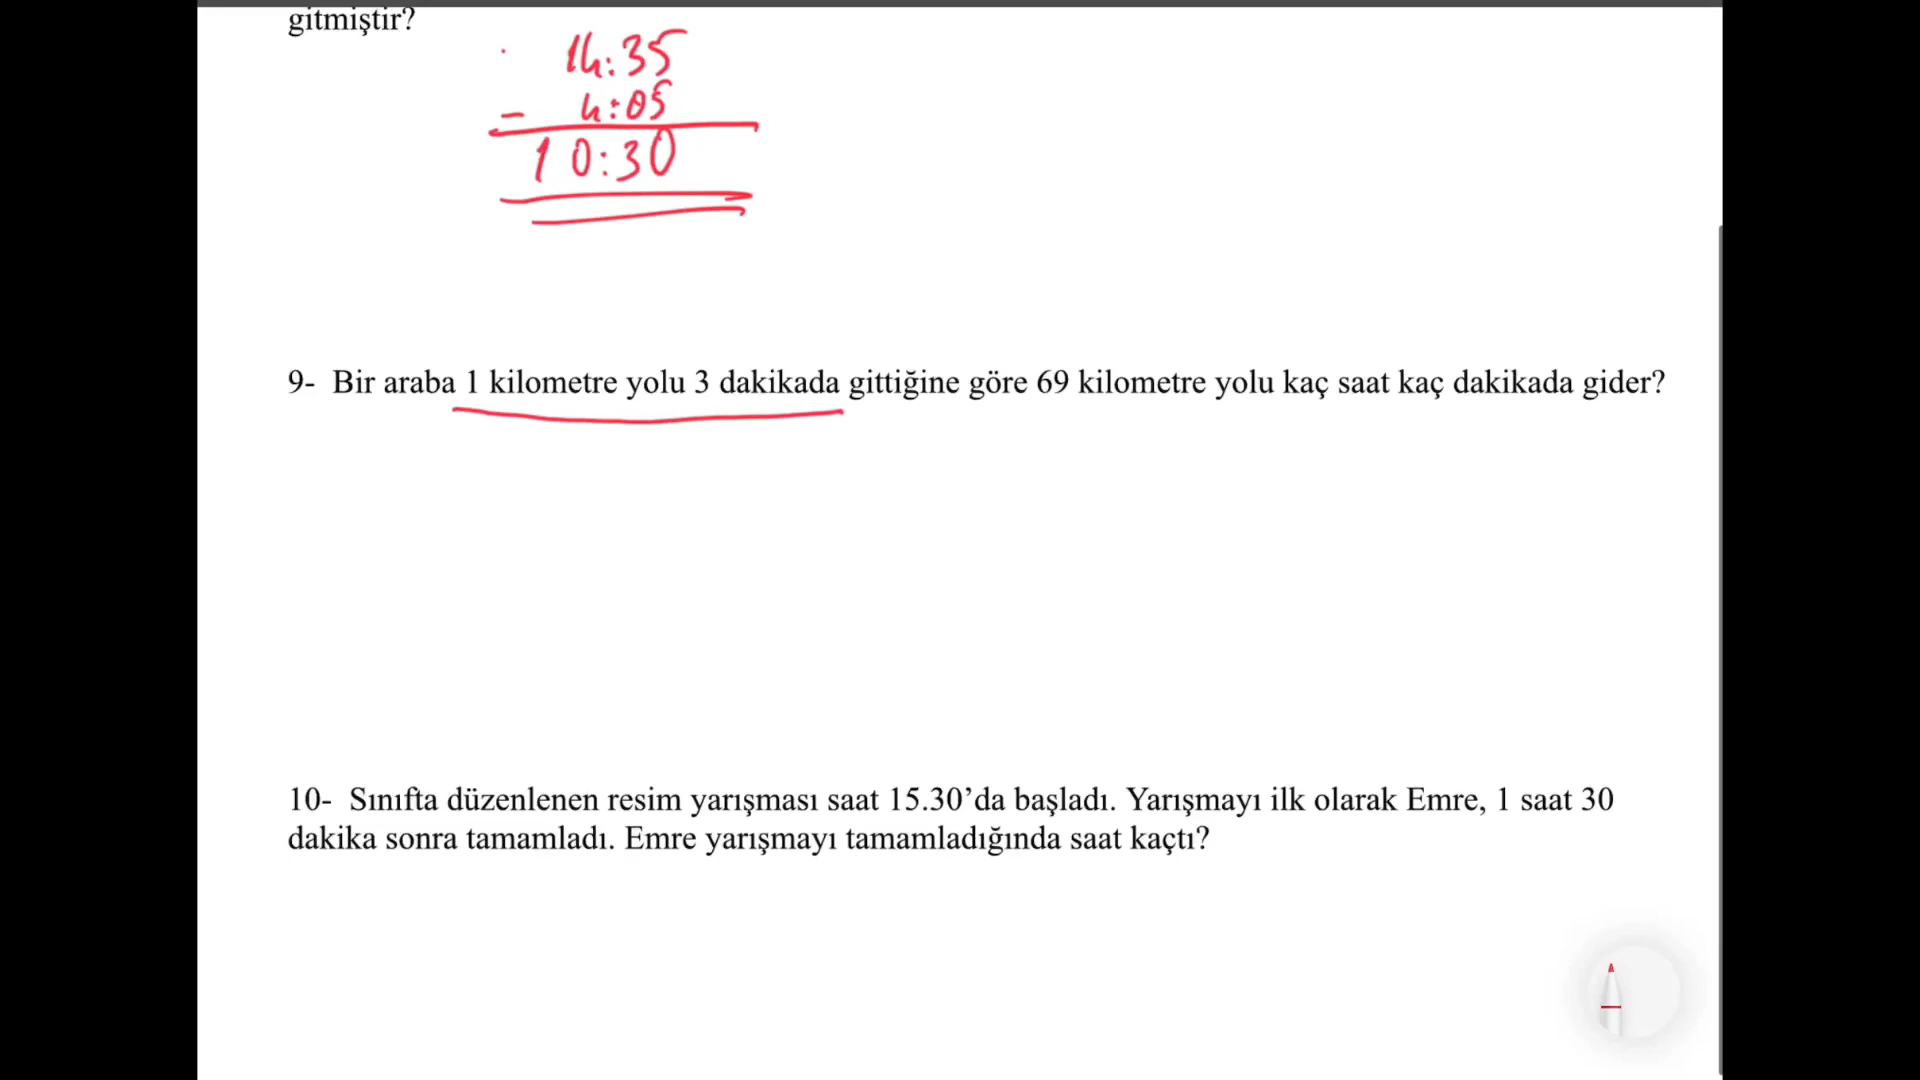 gitmiştir?
14:35
- 4:05
10:30
9- Bir araba 1 kilometre yolu 3 dakikada gittiğine göre 69 kilometre yolu kaç saat kaç dakikada gider?
10- Sınıfta düzenlenen resim yarışması saat 15.30’da başladı. Yarışmayı ilk olarak Emre, 1 saat 30
dakika sonra tamamladı. Emre yarışmayı tamamladığında saat kaçtı?